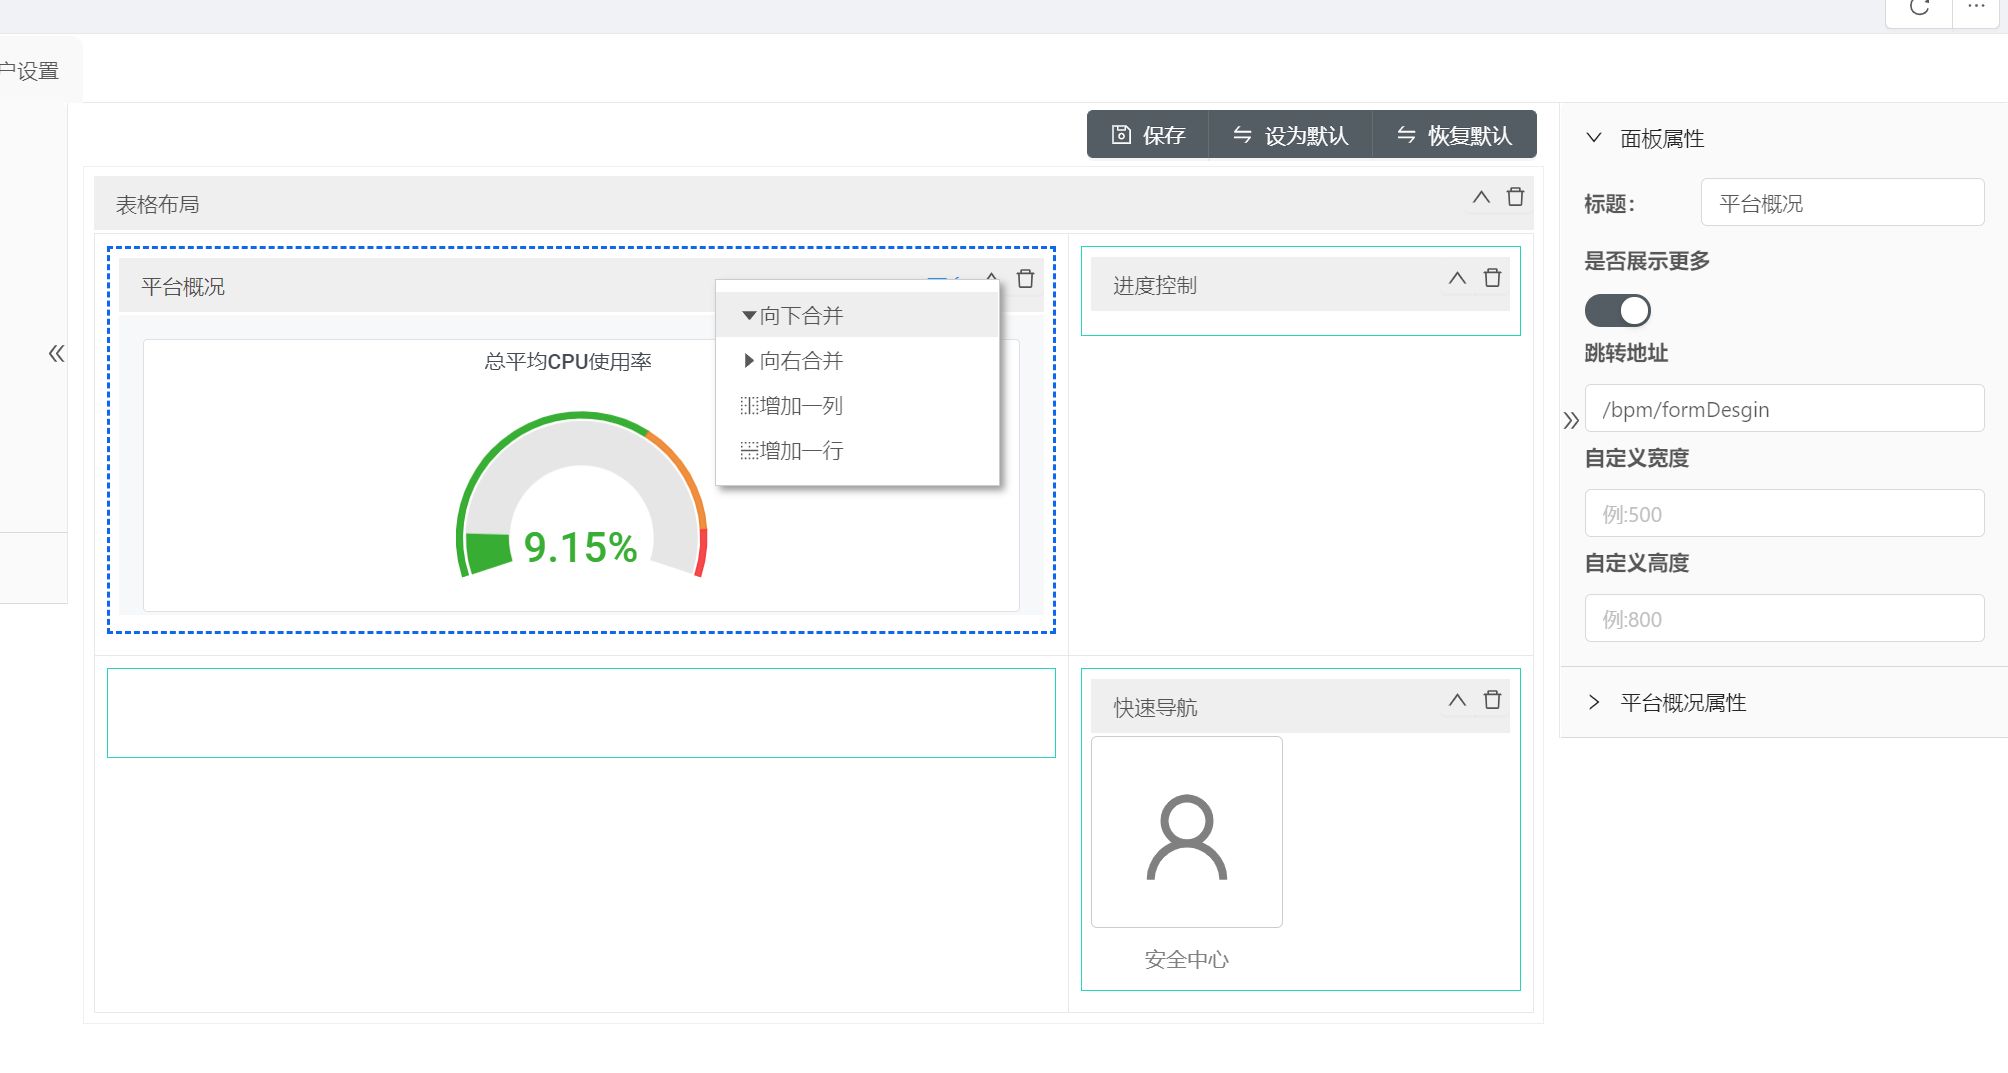 户设置
保存
设为默认
恢复默认
表格布局
平台概况
向下合并
向右合并
增加一列
增加一行
总平均CPU使用率
9.15%
进度控制
快速导航
安全中心
面板属性
标题：
平台概况
是否展示更多
跳转地址
/bpm/formDesgin
自定义宽度
例:500
自定义高度
例:800
平台概况属性